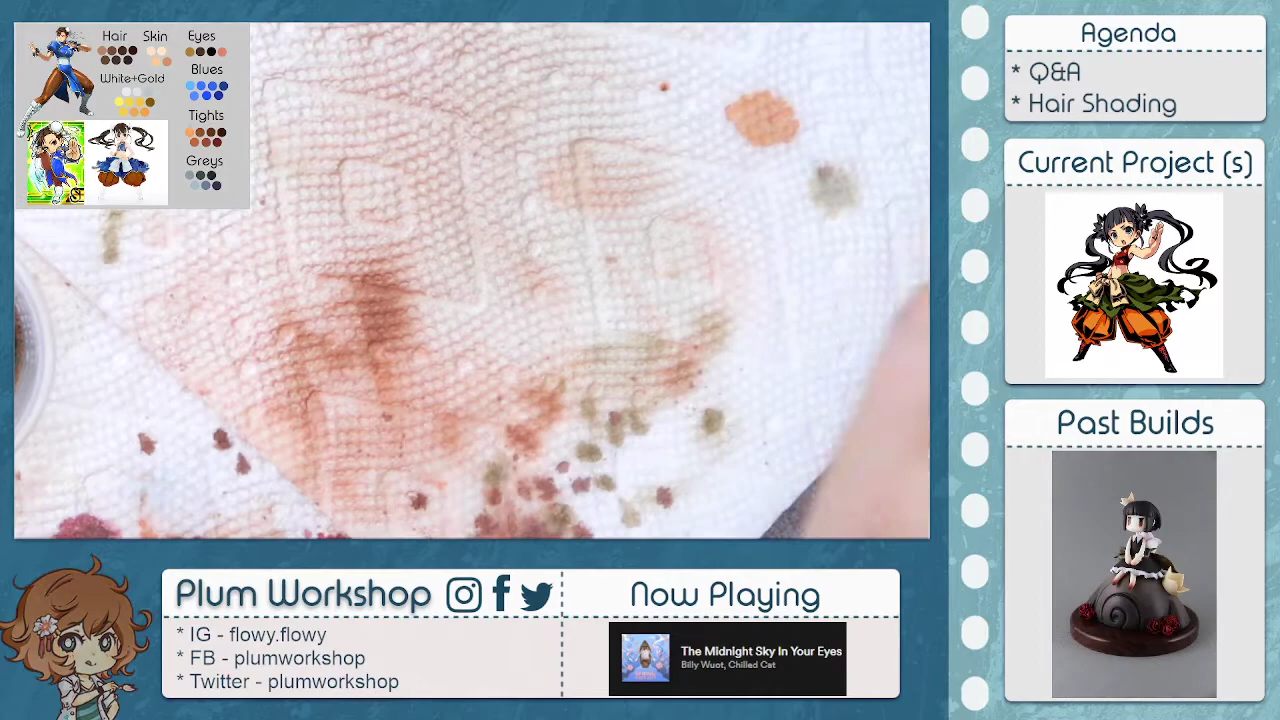 Hair Skin Eyes
White+Gold
Blues
Tights
Greys
Agenda
* Q&A
* Hair Shading
Current Project (s)
Past Builds
Plum Workshop
* IG - flowy.flowy
* FB - plumworkshop
* Twitter - plumworkshop
Now Playing
The Midnight Sky In Your Eyes
Billy Wuot, Chilled Cat